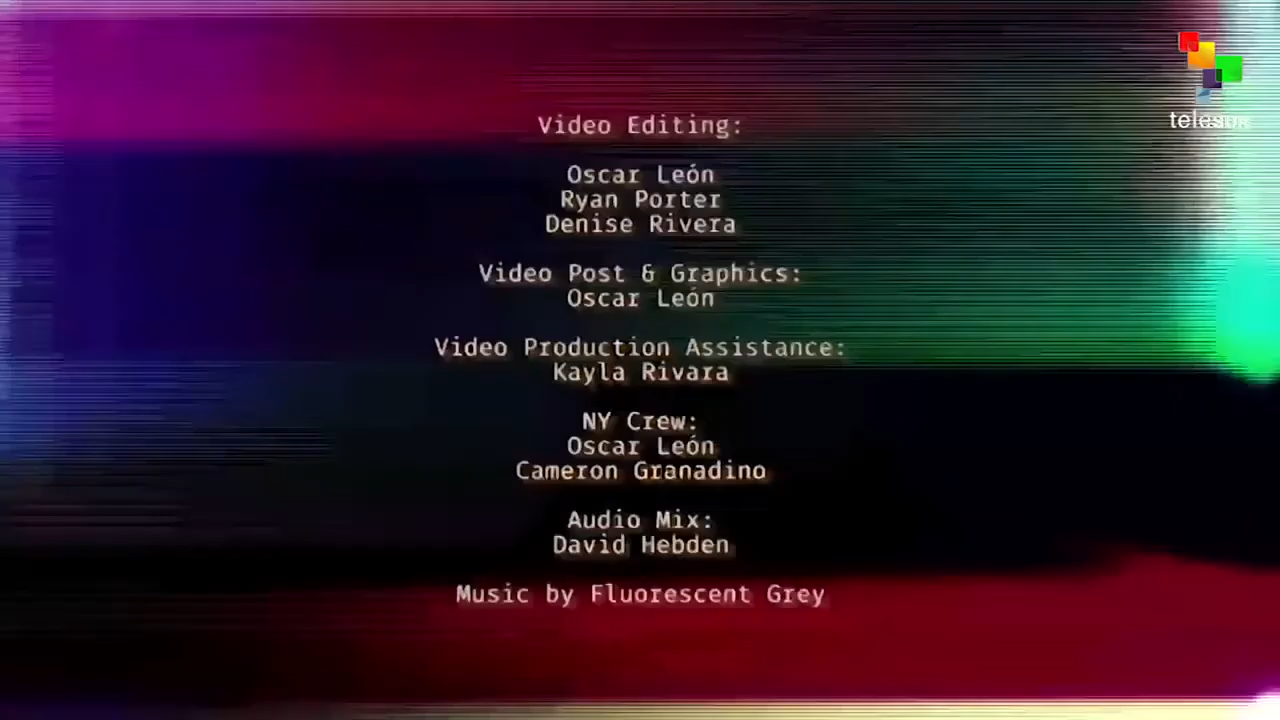 telesur
Video Editing:
Oscar León
Ryan Porter
Denise Rivera
Video Post & Graphics:
Oscar León
Video Production Assistance:
Kayla Rivara
NY Crew:
Oscar León
Cameron Granadino
Audio Mix:
David Hebden
Music by Fluorescent Grey